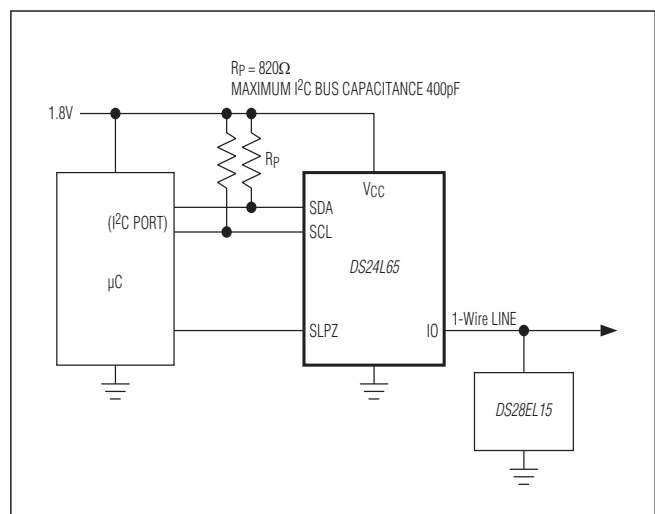 RP = 820Ω
MAXIMUM I²C BUS CAPACITANCE 400pF
1.8V
RP
VCC
(I²C PORT)
SDA
SCL
DS24L65
µC
SLPZ
IO
1-Wire LINE
DS28EL15